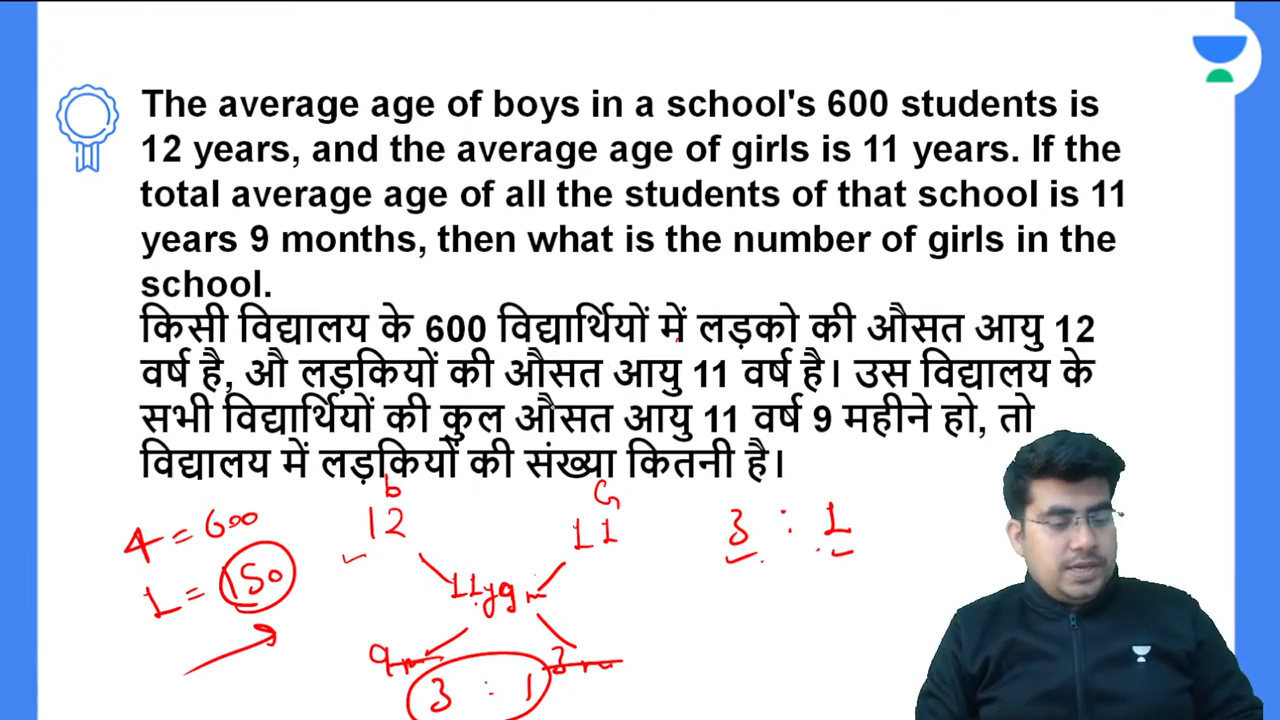 The average age of boys in a school's 600 students is
12 years, and the average age of girls is 11 years. If the
total average age of all the students of that school is 11
years 9 months, then what is the number of girls in the
school.
किसी विद्यालय के 600 विद्यार्थियों में लड़को की औसत आयु 12
वर्ष है, औ लड़कियों की औसत आयु 11 वर्ष है। उस विद्यालय के
सभी विद्यार्थियों की कुल औसत आयु 11 वर्ष 9 महीने हो, तो
विद्यालय में लड़कियों की संख्या कितनी है।
b G
4 = 600 12 11 3 : 1
1 = 150 11y 9m
9m 3m
3 : 1